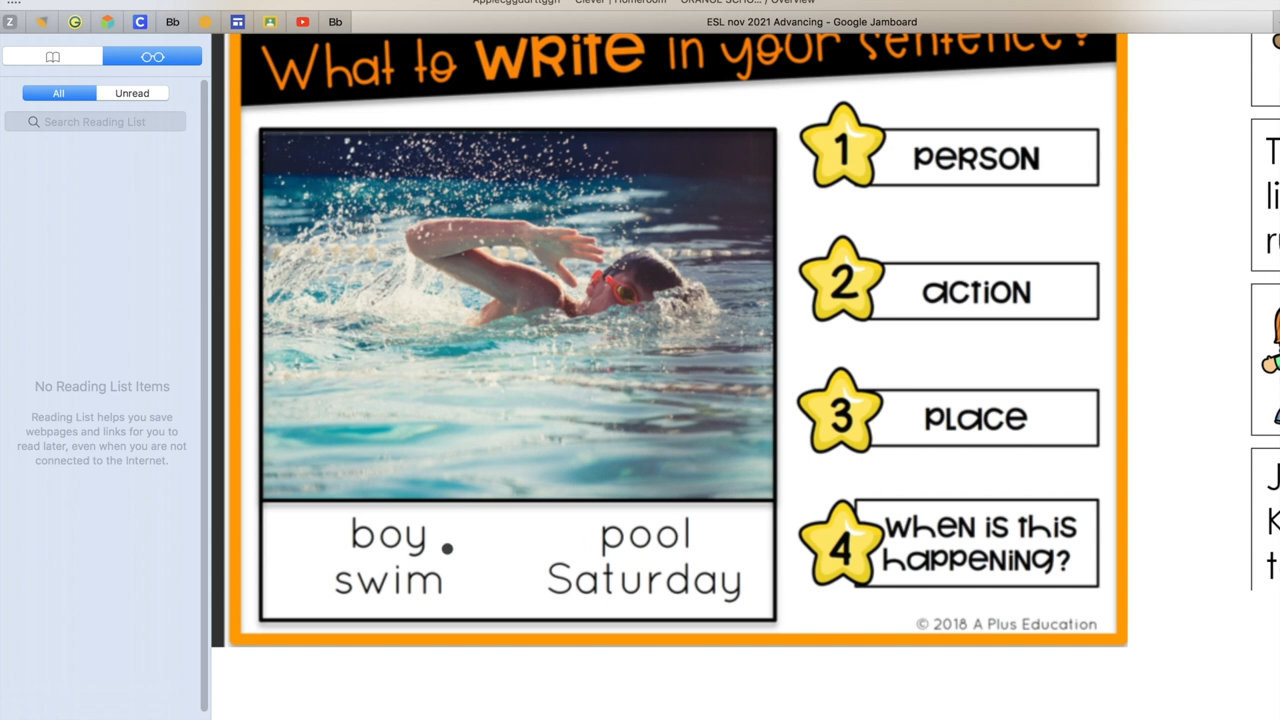 Bb
Bb
ESL nov 2021 Advancing - Google Jamboard
All
Unread
Search Reading List
No Reading List Items
Reading List helps you save
webpages and links for you to
read later, even when you are not
connected to the Internet.
What to WRITE in your sentence?
1 PERSON
2 ACTION
3 PLACE
4 WHEN IS THIS
HAPPENING?
boy
swim
pool
Saturday
© 2018 A Plus Education